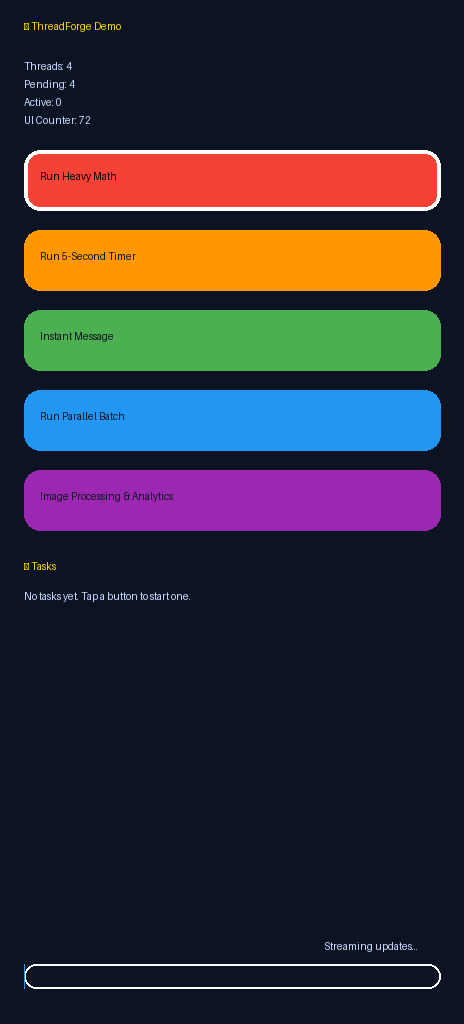 ThreadForge Demo
Threads: 4
Pending: 4
Active: 0
UI Counter: 72
Run Heavy Math
Run 5-Second Timer
Instant Message
Run Parallel Batch
Image Processing & Analytics
Tasks
No tasks yet. Tap a button to start one.
Streaming updates...